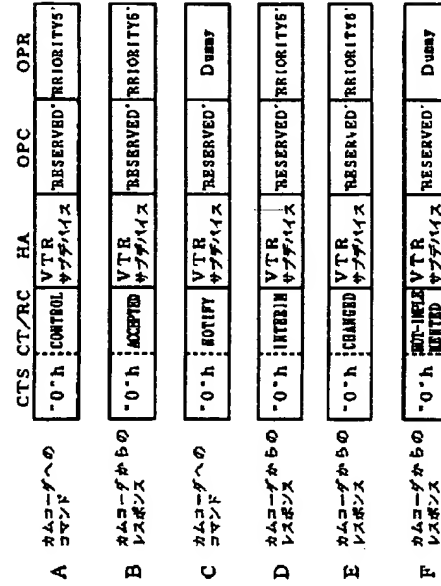 CTS CT/RC HA OPC OPR
A カムコーダへの
コマンド "0"h CONTROL VTR
サブデバイス "RESERVED" "RRIORITY5"
B カムコーダからの
レスポンス "0"h ACCEPTED VTR
サブデバイス "RESERVED" "RRIORITY6"
C カムコーダへの
コマンド "0"h NOTIFY VTR
サブデバイス "RESERVED" Dummy
D カムコーダからの
レスポンス "0"h INTERIM VTR
サブデバイス "RESERVED" "RRIORITY6"
E カムコーダからの
レスポンス "0"h CHANGED VTR
サブデバイス "RESERVED" "RRIORITY8"
F カムコーダからの
レスポンス "0"h NOT-IMPLE
MENTED VTR
サブデバイス "RESERVED" Dummy